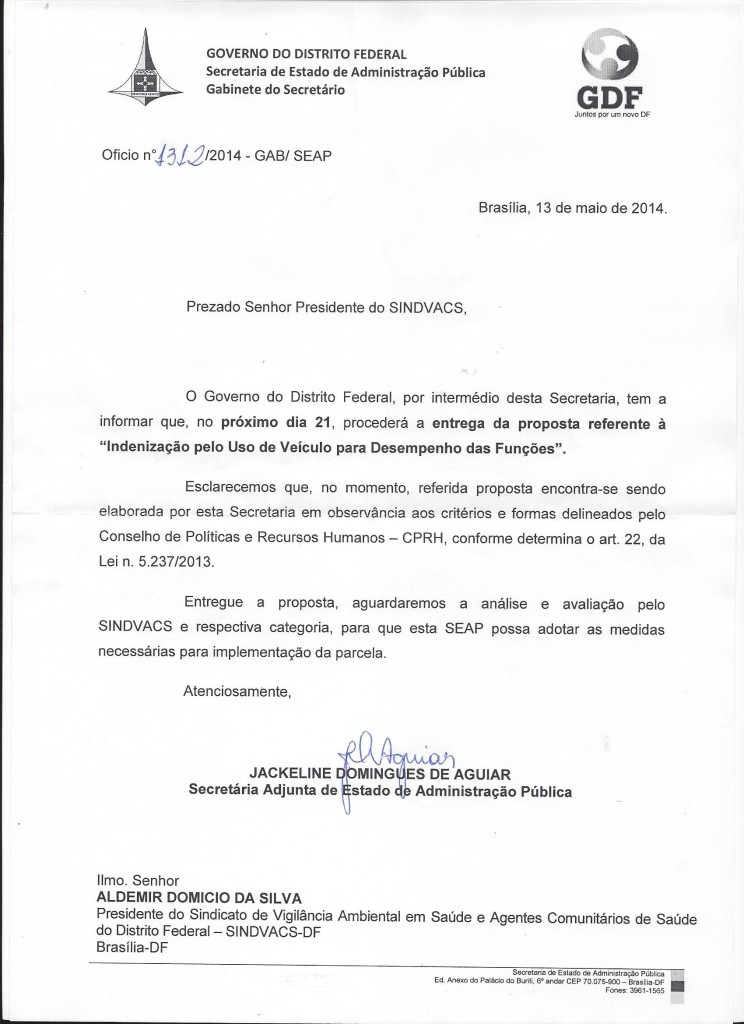 GOVERNO DO DISTRITO FEDERAL
Secretaria de Estado de Administração Pública
Gabinete do Secretário
GDF
Juntos por um novo DF
Oficio n° 1312/2014 - GAB/ SEAP
Brasília, 13 de maio de 2014.
Prezado Senhor Presidente do SINDVACS,
O Governo do Distrito Federal, por intermédio desta Secretaria, tem a
informar que, no próximo dia 21, procederá a entrega da proposta referente à
“Indenização pelo Uso de Veículo para Desempenho das Funções”.
Esclarecemos que, no momento, referida proposta encontra-se sendo
elaborada por esta Secretaria em observância aos critérios e formas delineados pelo
Conselho de Políticas e Recursos Humanos – CPRH, conforme determina o art. 22, da
Lei n. 5.237/2013.
Entregue a proposta, aguardaremos a análise e avaliação pelo
SINDVACS e respectiva categoria, para que esta SEAP possa adotar as medidas
necessárias para implementação da parcela.
Atenciosamente,
Aguiar
JACKELINE DOMINGUES DE AGUIAR
Secretária Adjunta de Estado de Administração Pública
Ilmo. Senhor
ALDEMIR DOMICIO DA SILVA
Presidente do Sindicato de Vigilância Ambiental em Saúde e Agentes Comunitários de Saúde
do Distrito Federal – SINDVACS-DF
Brasília-DF
Secretaria de Estado de Administração Pública
Ed. Anexo do Palácio do Buriti, 6º andar CEP 70.075-900 – Brasília-DF
Fones: 3961-1565